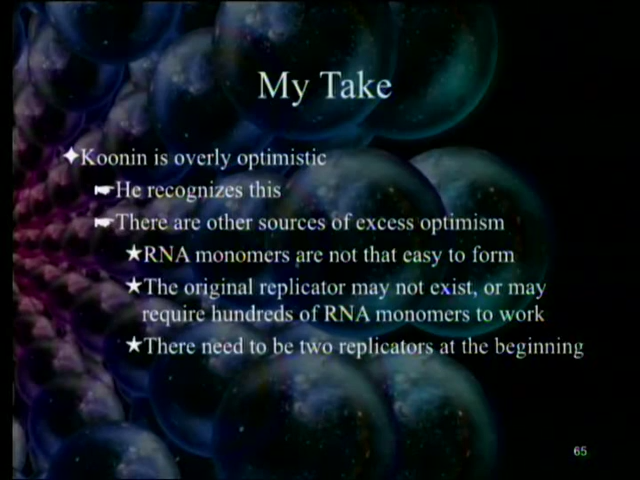 My Take
Koonin is overly optimistic
He recognizes this
There are other sources of excess optimism
RNA monomers are not that easy to form
The original replicator may not exist, or may
require hundreds of RNA monomers to work
There need to be two replicators at the beginning
65